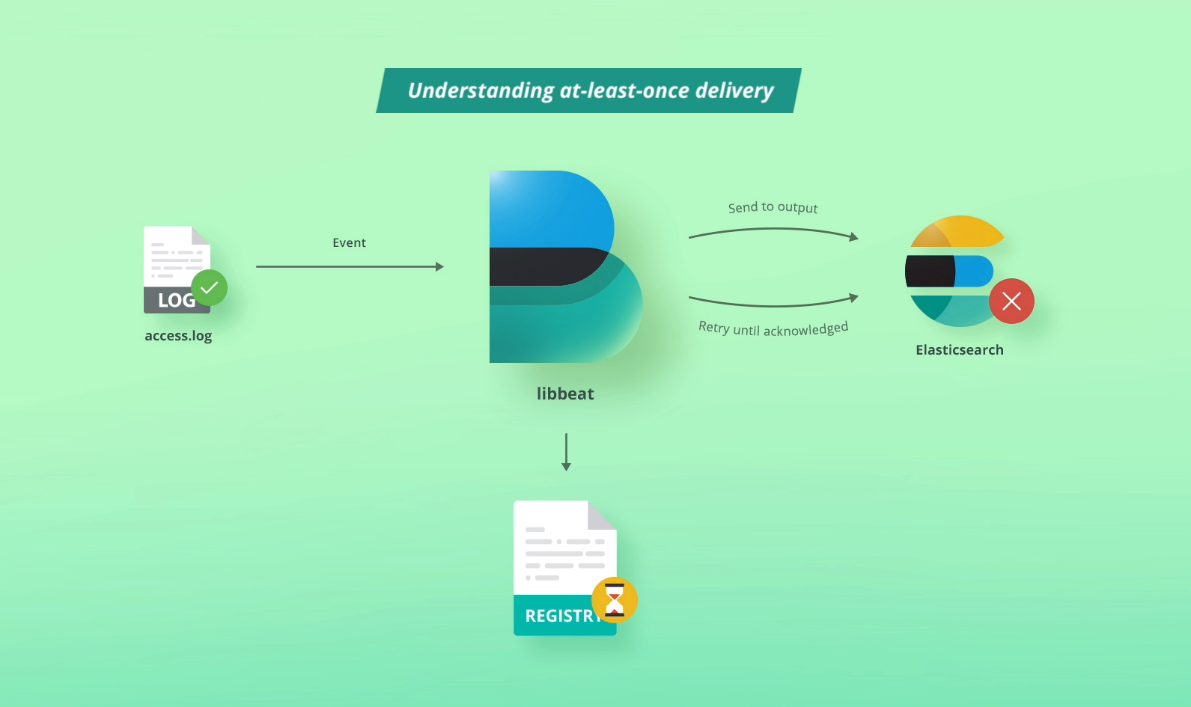 Understanding at-least-once delivery
Send to output
Event
LOG
access.log
Retry until acknowledged
Elasticsearch
libbeat
REGISTRY